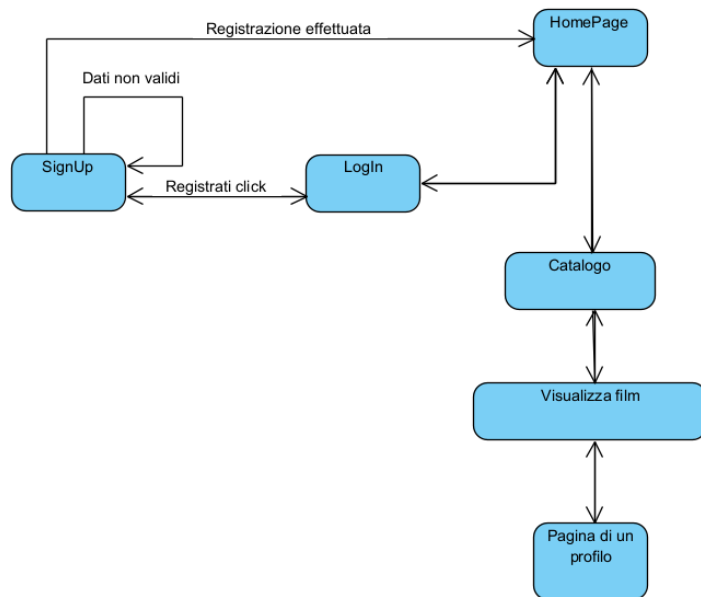 HomePage
Registrazione effettuata
Dati non validi
SignUp
LogIn
Registrati click
Catalogo
Visualizza film
Pagina di un
profilo